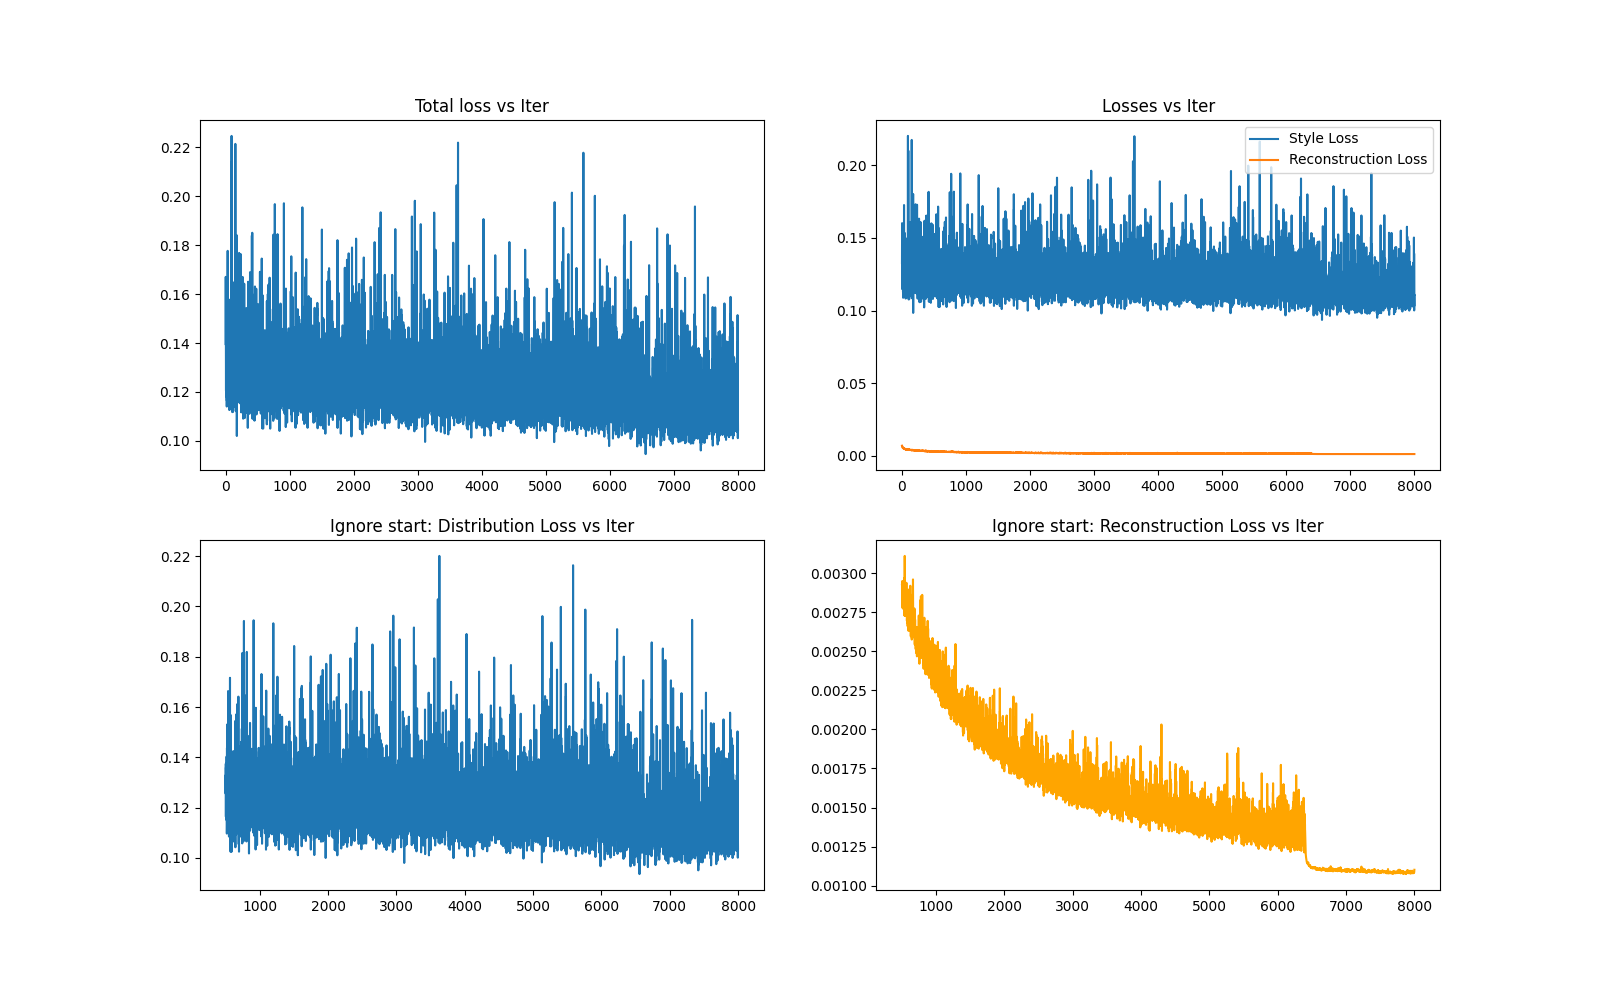 Total loss vs Iter
0.22
0.20
0.18
0.16
0.14
0.12
0.10
0 1000 2000 3000 4000 5000 6000 7000 8000
Losses vs Iter
Style Loss
Reconstruction Loss
0.20
0.15
0.10
0.05
0.00
0 1000 2000 3000 4000 5000 6000 7000 8000
Ignore start: Distribution Loss vs Iter
0.22
0.20
0.18
0.16
0.14
0.12
0.10
1000 2000 3000 4000 5000 6000 7000 8000
Ignore start: Reconstruction Loss vs Iter
0.00300
0.00275
0.00250
0.00225
0.00200
0.00175
0.00150
0.00125
0.00100
1000 2000 3000 4000 5000 6000 7000 8000